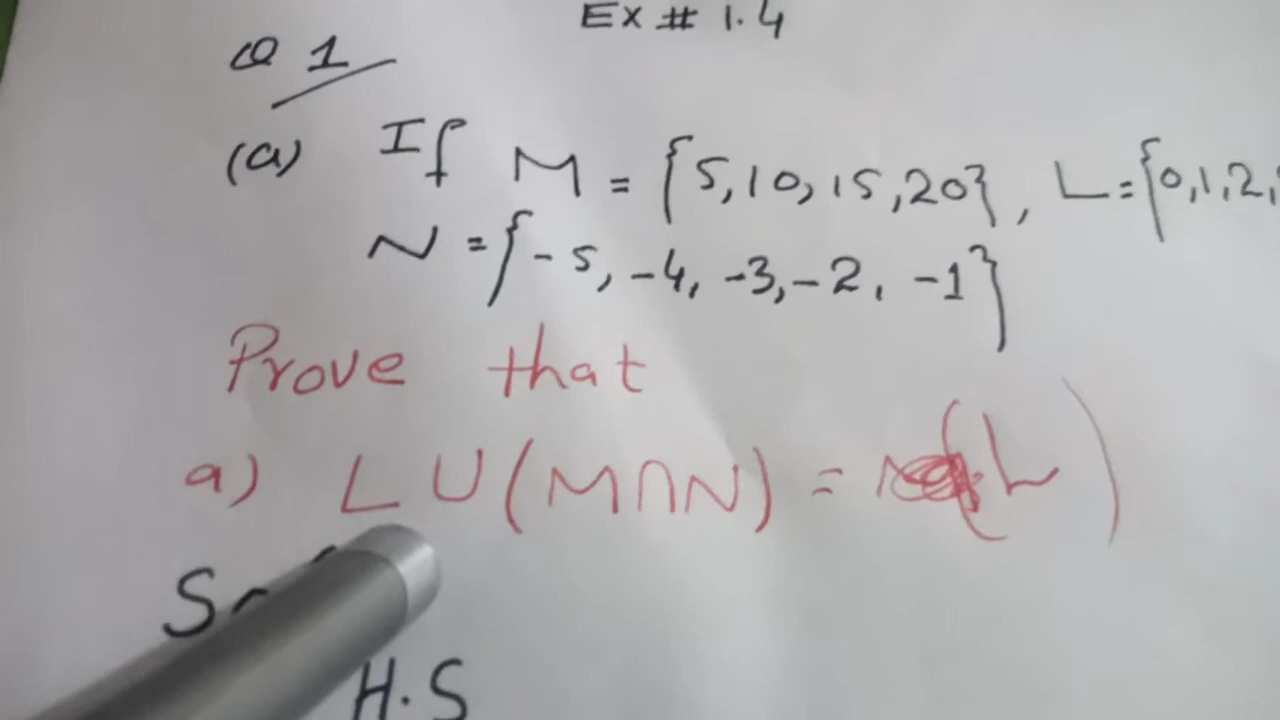 Ex # 1.4
Q 1
(a) If M = {5, 10, 15, 20}, L = {0, 1, 2,
N = {-5, -4, -3, -2, -1}
Prove that
a) L ∪ (M ∩ N) = (L )
H.S